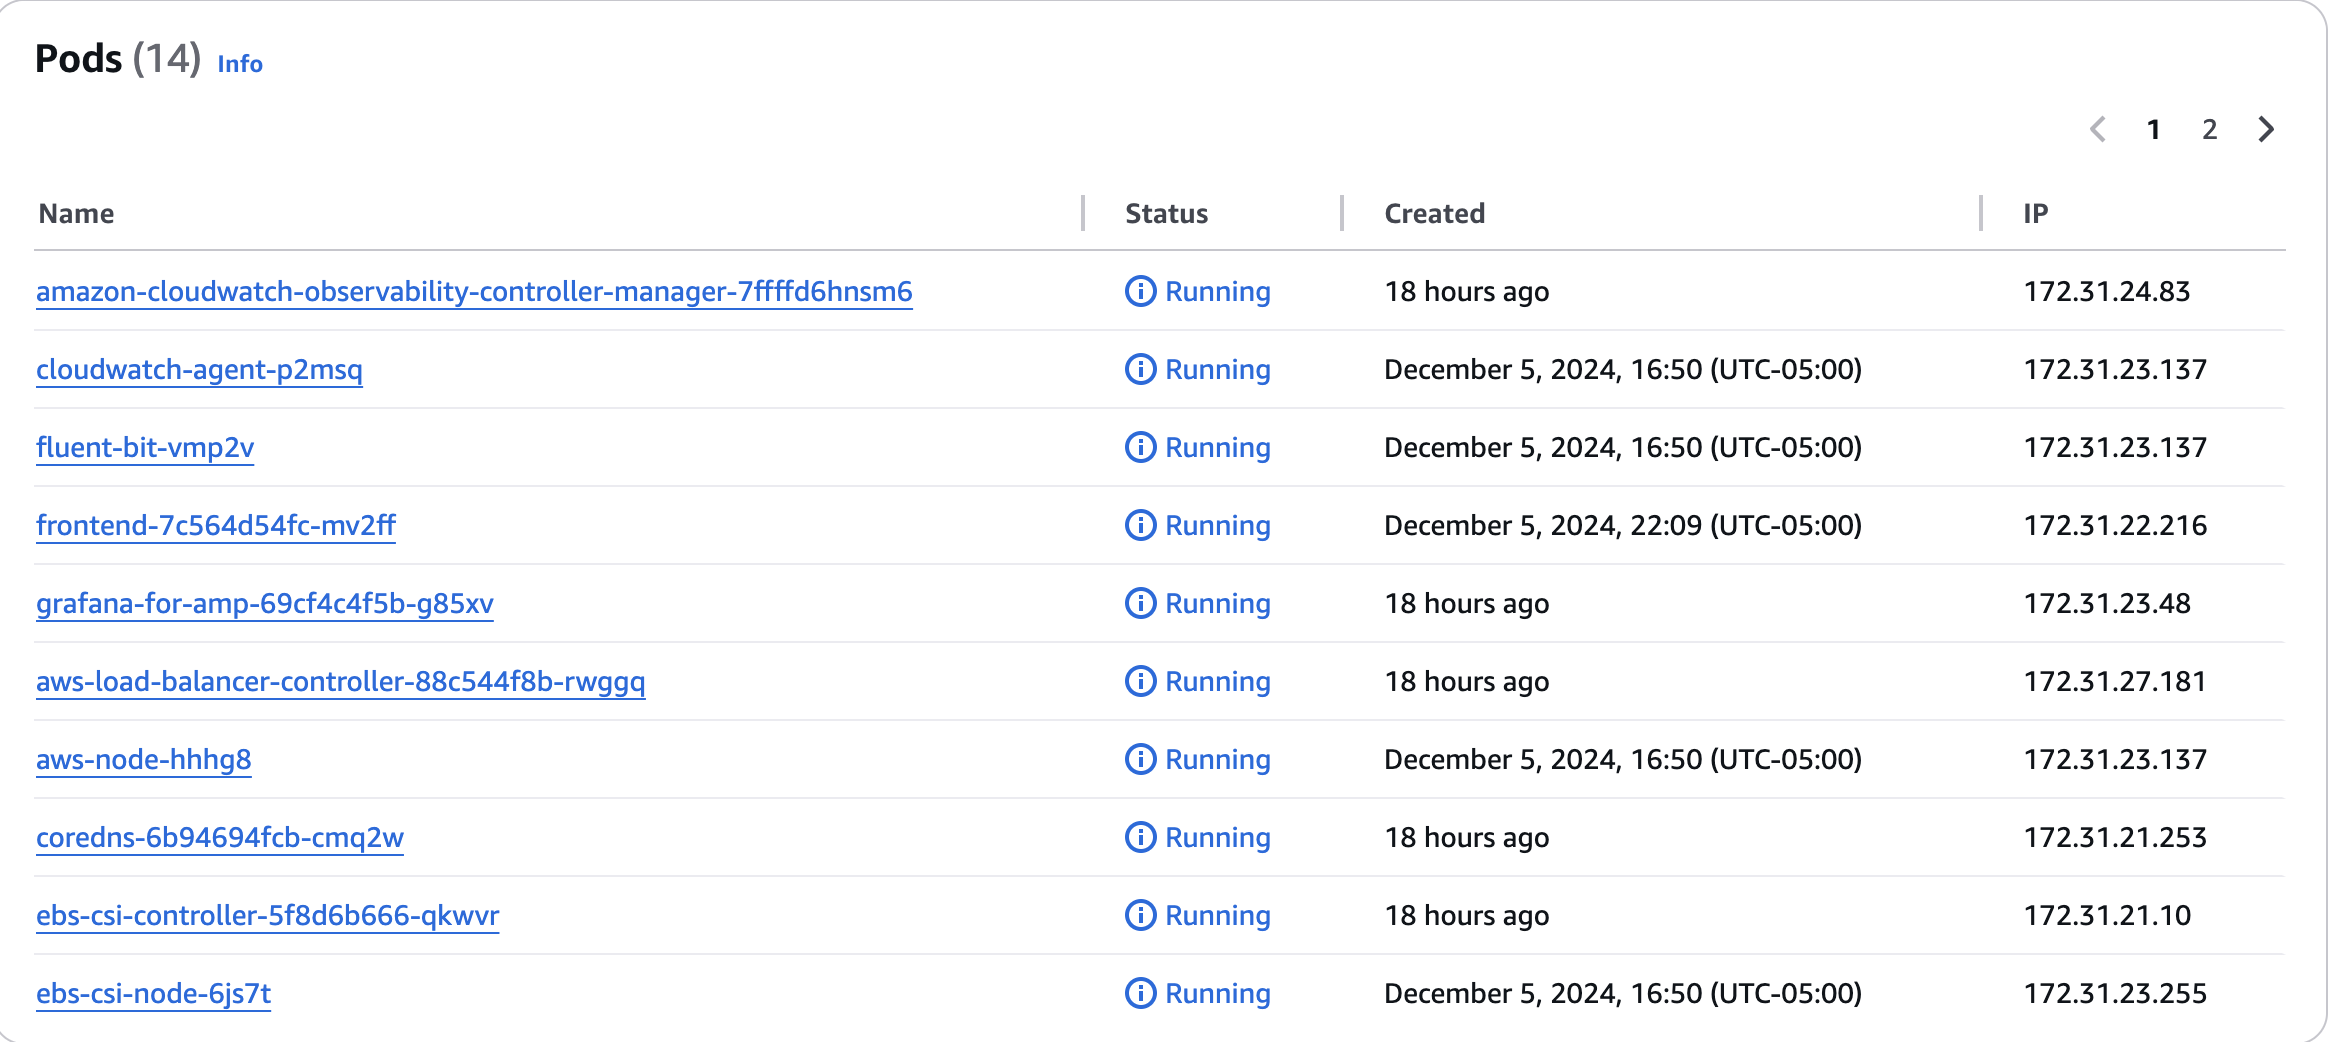 Pods (14) Info
1 2
Name Status Created IP
amazon-cloudwatch-observability-controller-manager-7ffffd6hnsm6 Running 18 hours ago 172.31.24.83
cloudwatch-agent-p2msq Running December 5, 2024, 16:50 (UTC-05:00) 172.31.23.137
fluent-bit-vmp2v Running December 5, 2024, 16:50 (UTC-05:00) 172.31.23.137
frontend-7c564d54fc-mv2ff Running December 5, 2024, 22:09 (UTC-05:00) 172.31.22.216
grafana-for-amp-69cf4c4f5b-g85xv Running 18 hours ago 172.31.23.48
aws-load-balancer-controller-88c544f8b-rwggq Running 18 hours ago 172.31.27.181
aws-node-hhhg8 Running December 5, 2024, 16:50 (UTC-05:00) 172.31.23.137
coredns-6b94694fcb-cmq2w Running 18 hours ago 172.31.21.253
ebs-csi-controller-5f8d6b666-qkwvr Running 18 hours ago 172.31.21.10
ebs-csi-node-6js7t Running December 5, 2024, 16:50 (UTC-05:00) 172.31.23.255